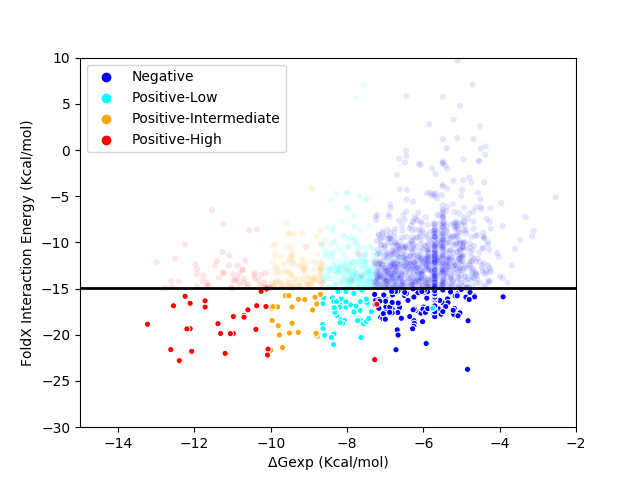 10
5
0
−5
−10
−15
−20
−25
−30
FoldX Interaction Energy (Kcal/mol)
Negative
Positive-Low
Positive-Intermediate
Positive-High
−14 −12 −10 −8 −6 −4 −2
ΔGexp (Kcal/mol)